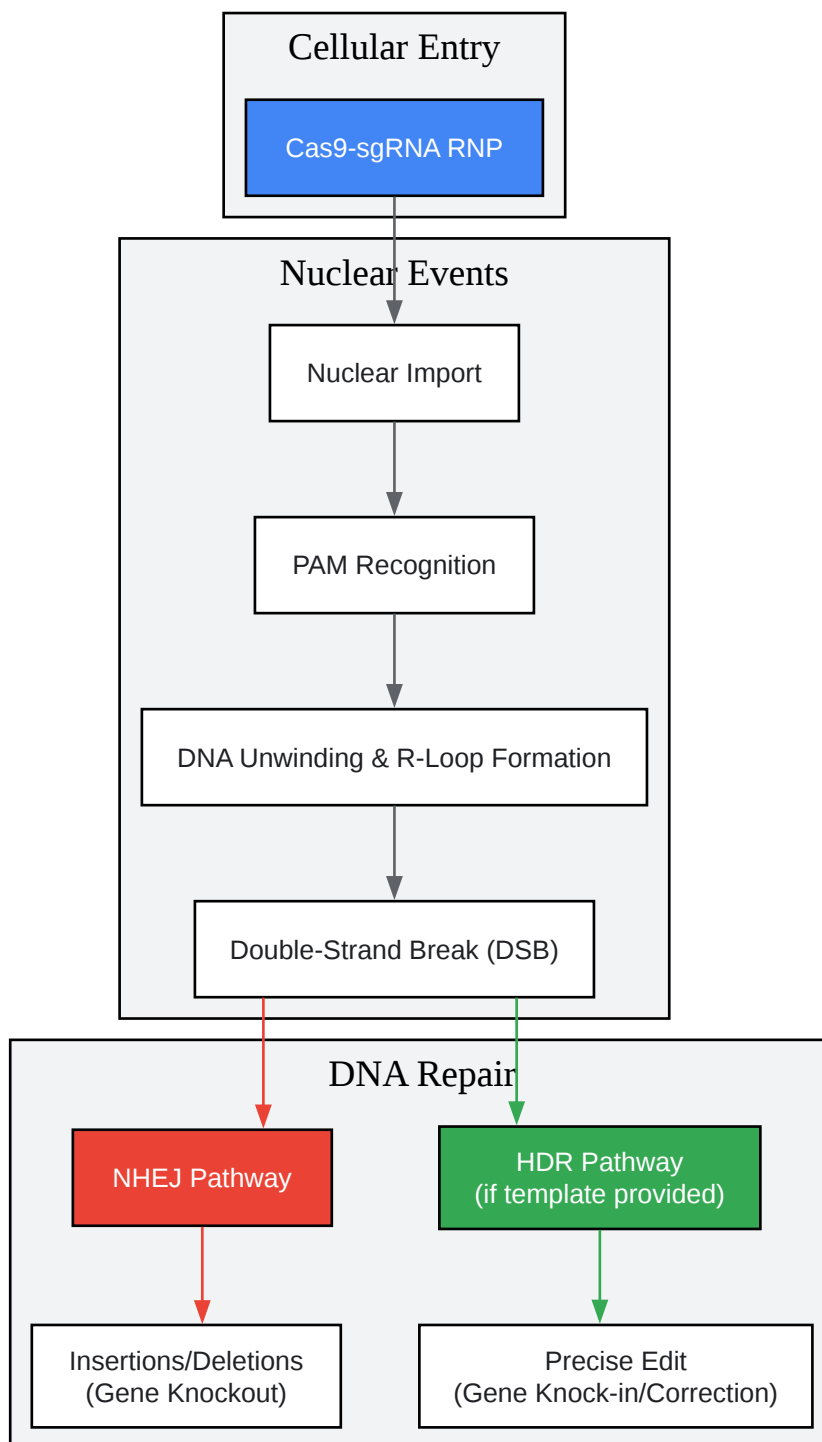 Cellular Entry
Cas9-sgRNA RNP
Nuclear Events
Nuclear Import
PAM Recognition
DNA Unwinding & R-Loop Formation
Double-Strand Break (DSB)
DNA Repair
NHEJ Pathway
HDR Pathway
(if template provided)
Insertions/Deletions
(Gene Knockout)
Precise Edit
(Gene Knock-in/Correction)